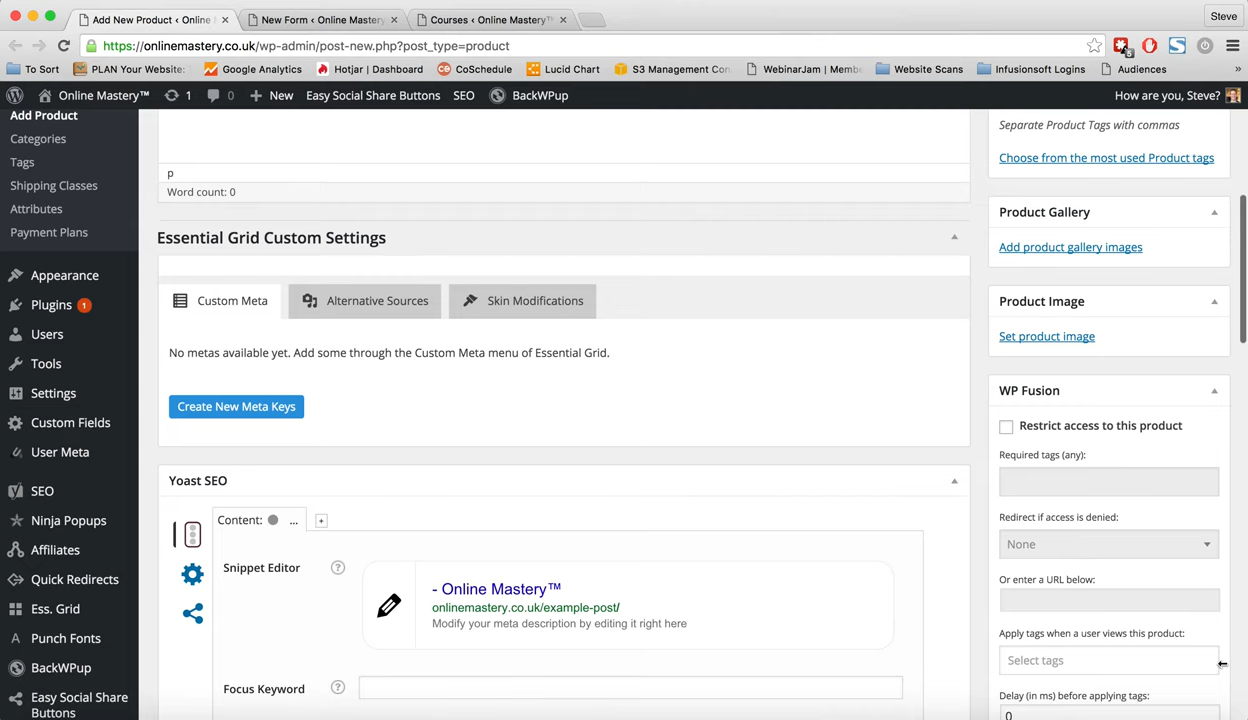 Add New Product ‹ Online
New Form ‹ Online Mastery
Courses ‹ Online Mastery™
Steve
https://onlinemastery.co.uk/wp-admin/post-new.php?post_type=product
To Sort
PLAN Your Website:
Google Analytics
Hotjar | Dashboard
CoSchedule
Lucid Chart
S3 Management Con
WebinarJam | Memb
Website Scans
Infusionsoft Logins
Audiences
»
Online Mastery™
1
0
New
Easy Social Share Buttons
SEO
BackWPup
How are you, Steve?
Add Product
Categories
Tags
Shipping Classes
Attributes
Payment Plans
Appearance
Plugins 1
Users
Tools
Settings
Custom Fields
User Meta
SEO
Ninja Popups
Affiliates
Quick Redirects
Ess. Grid
Punch Fonts
BackWPup
Easy Social Share
Buttons
p
Word count: 0
Essential Grid Custom Settings
Custom Meta
Alternative Sources
Skin Modifications
No metas available yet. Add some through the Custom Meta menu of Essential Grid.
Create New Meta Keys
Yoast SEO
Content: ...
+
Snippet Editor
?
- Online Mastery™
onlinemastery.co.uk/example-post/
Modify your meta description by editing it right here
Focus Keyword
?
Separate Product Tags with commas
Choose from the most used Product tags
Product Gallery
Add product gallery images
Product Image
Set product image
WP Fusion
Restrict access to this product
Required tags (any):
Redirect if access is denied:
None
Or enter a URL below:
Apply tags when a user views this product:
Select tags
Delay (in ms) before applying tags:
0